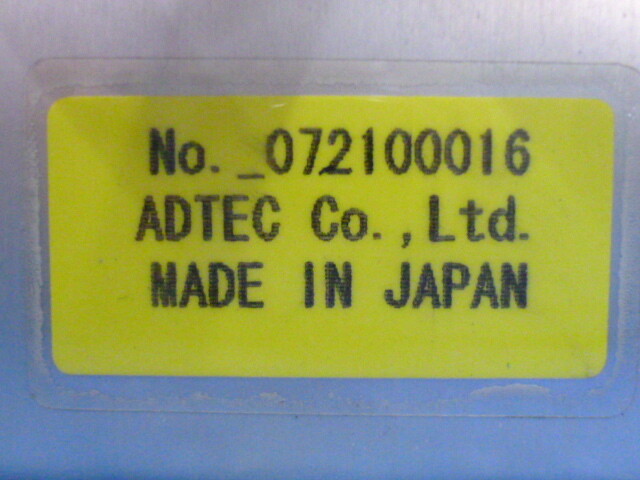 No._072100016
ADTEC Co.,Ltd.
MADE IN JAPAN